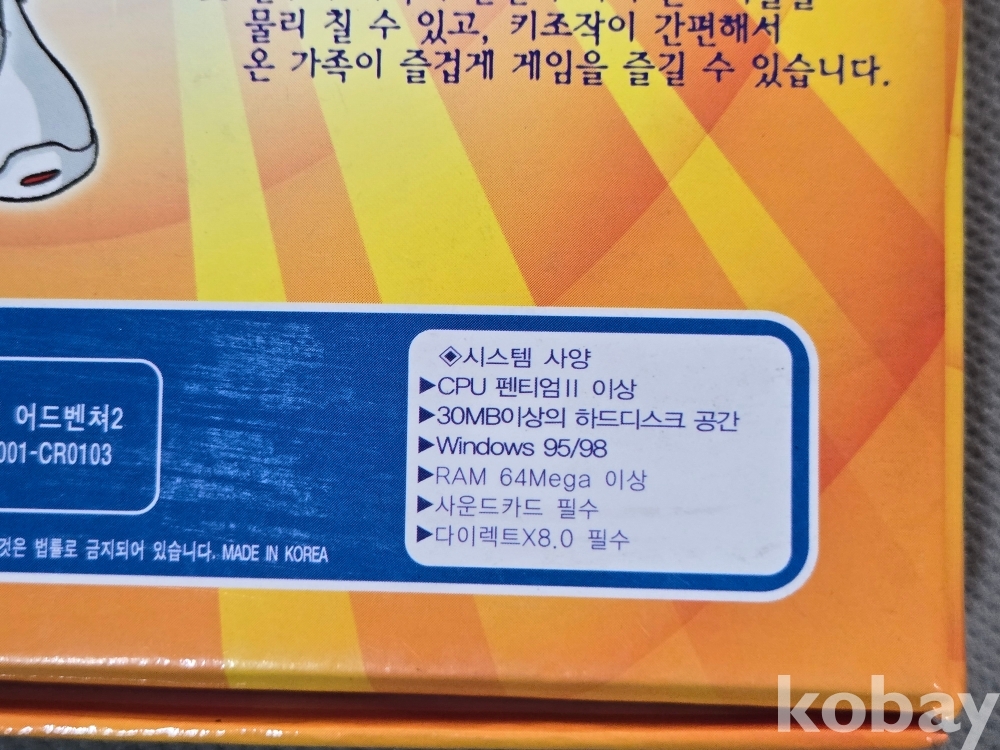 물리 칠 수 있고, 키조작이 간편해서
온 가족이 즐겁게 게임을 즐길 수 있습니다.
◈시스템 사양
▶CPU 펜티엄II 이상
▶30MB이상의 하드디스크 공간
▶Windows 95/98
▶RAM 64Mega 이상
▶사운드카드 필수
▶다이렉트X8.0 필수
어드벤쳐2
001-CR0103
것은 법률로 금지되어 있습니다. MADE IN KOREA
kobay